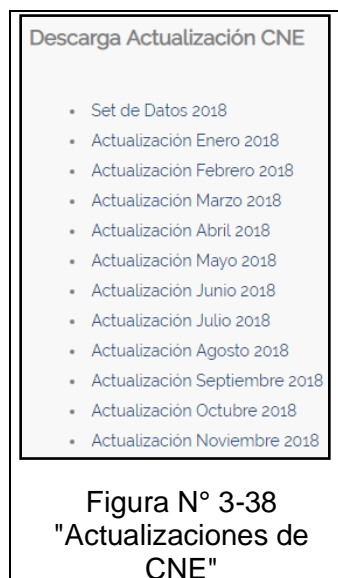 Descarga Actualización CNE
• Set de Datos 2018
• Actualización Enero 2018
• Actualización Febrero 2018
• Actualización Marzo 2018
• Actualización Abril 2018
• Actualización Mayo 2018
• Actualización Junio 2018
• Actualización Julio 2018
• Actualización Agosto 2018
• Actualización Septiembre 2018
• Actualización Octubre 2018
• Actualización Noviembre 2018
Figura N° 3-38
"Actualizaciones de
CNE"